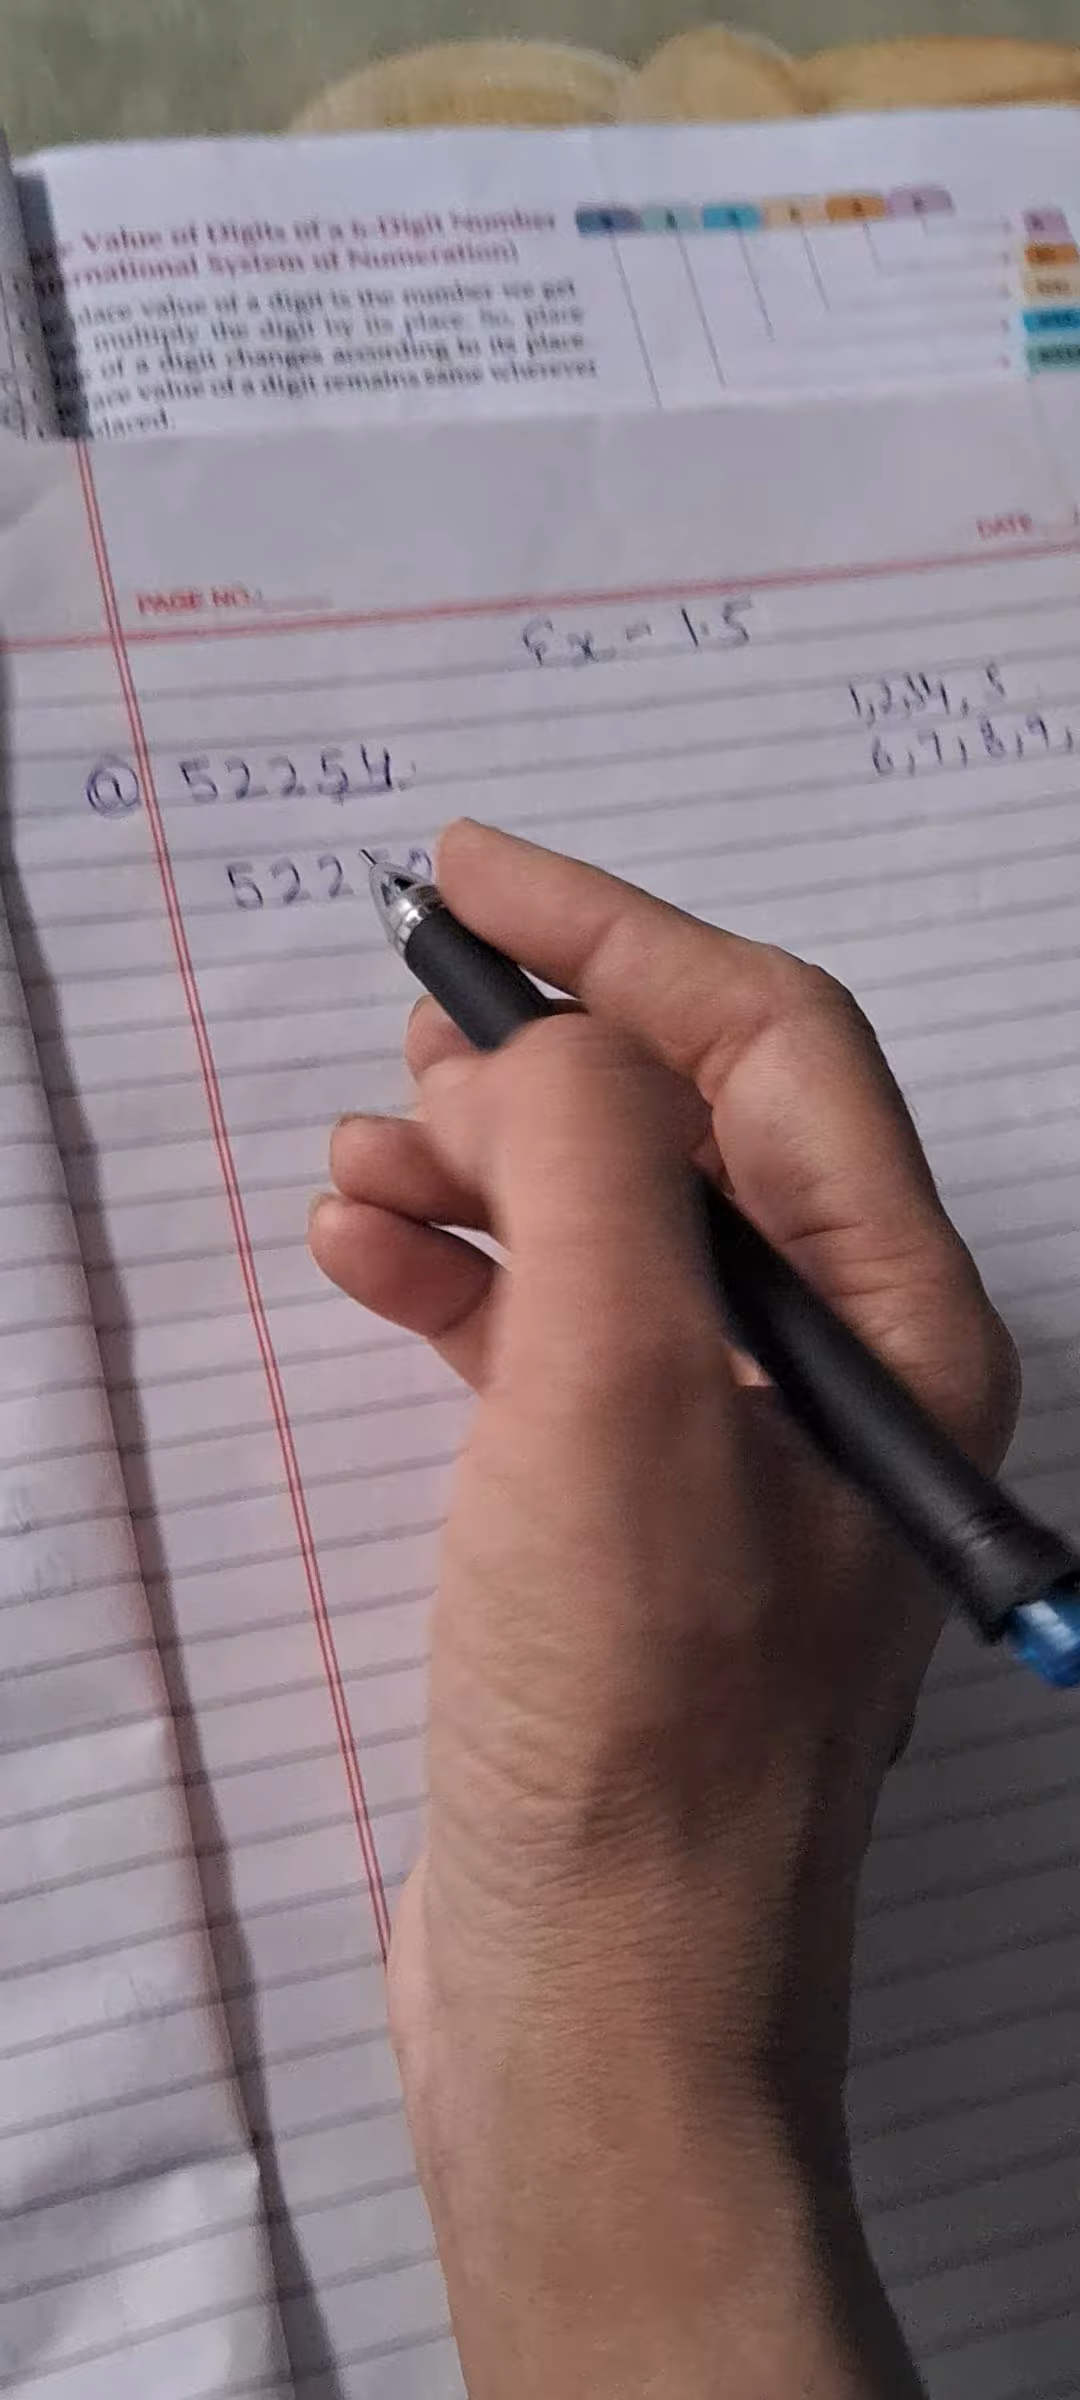 Value of Digits of a 6-Digit Number
national System of Numeration)
place value of a digit is the number we get
multiply the digit by its place. So, place
of a digit changes according to its place.
face value of a digit remains same wherever
placed.
DATE
PAGE NO.:
Ex - 1.5
1,2,3,4, 5
6,7,8,9,
a 52254
522